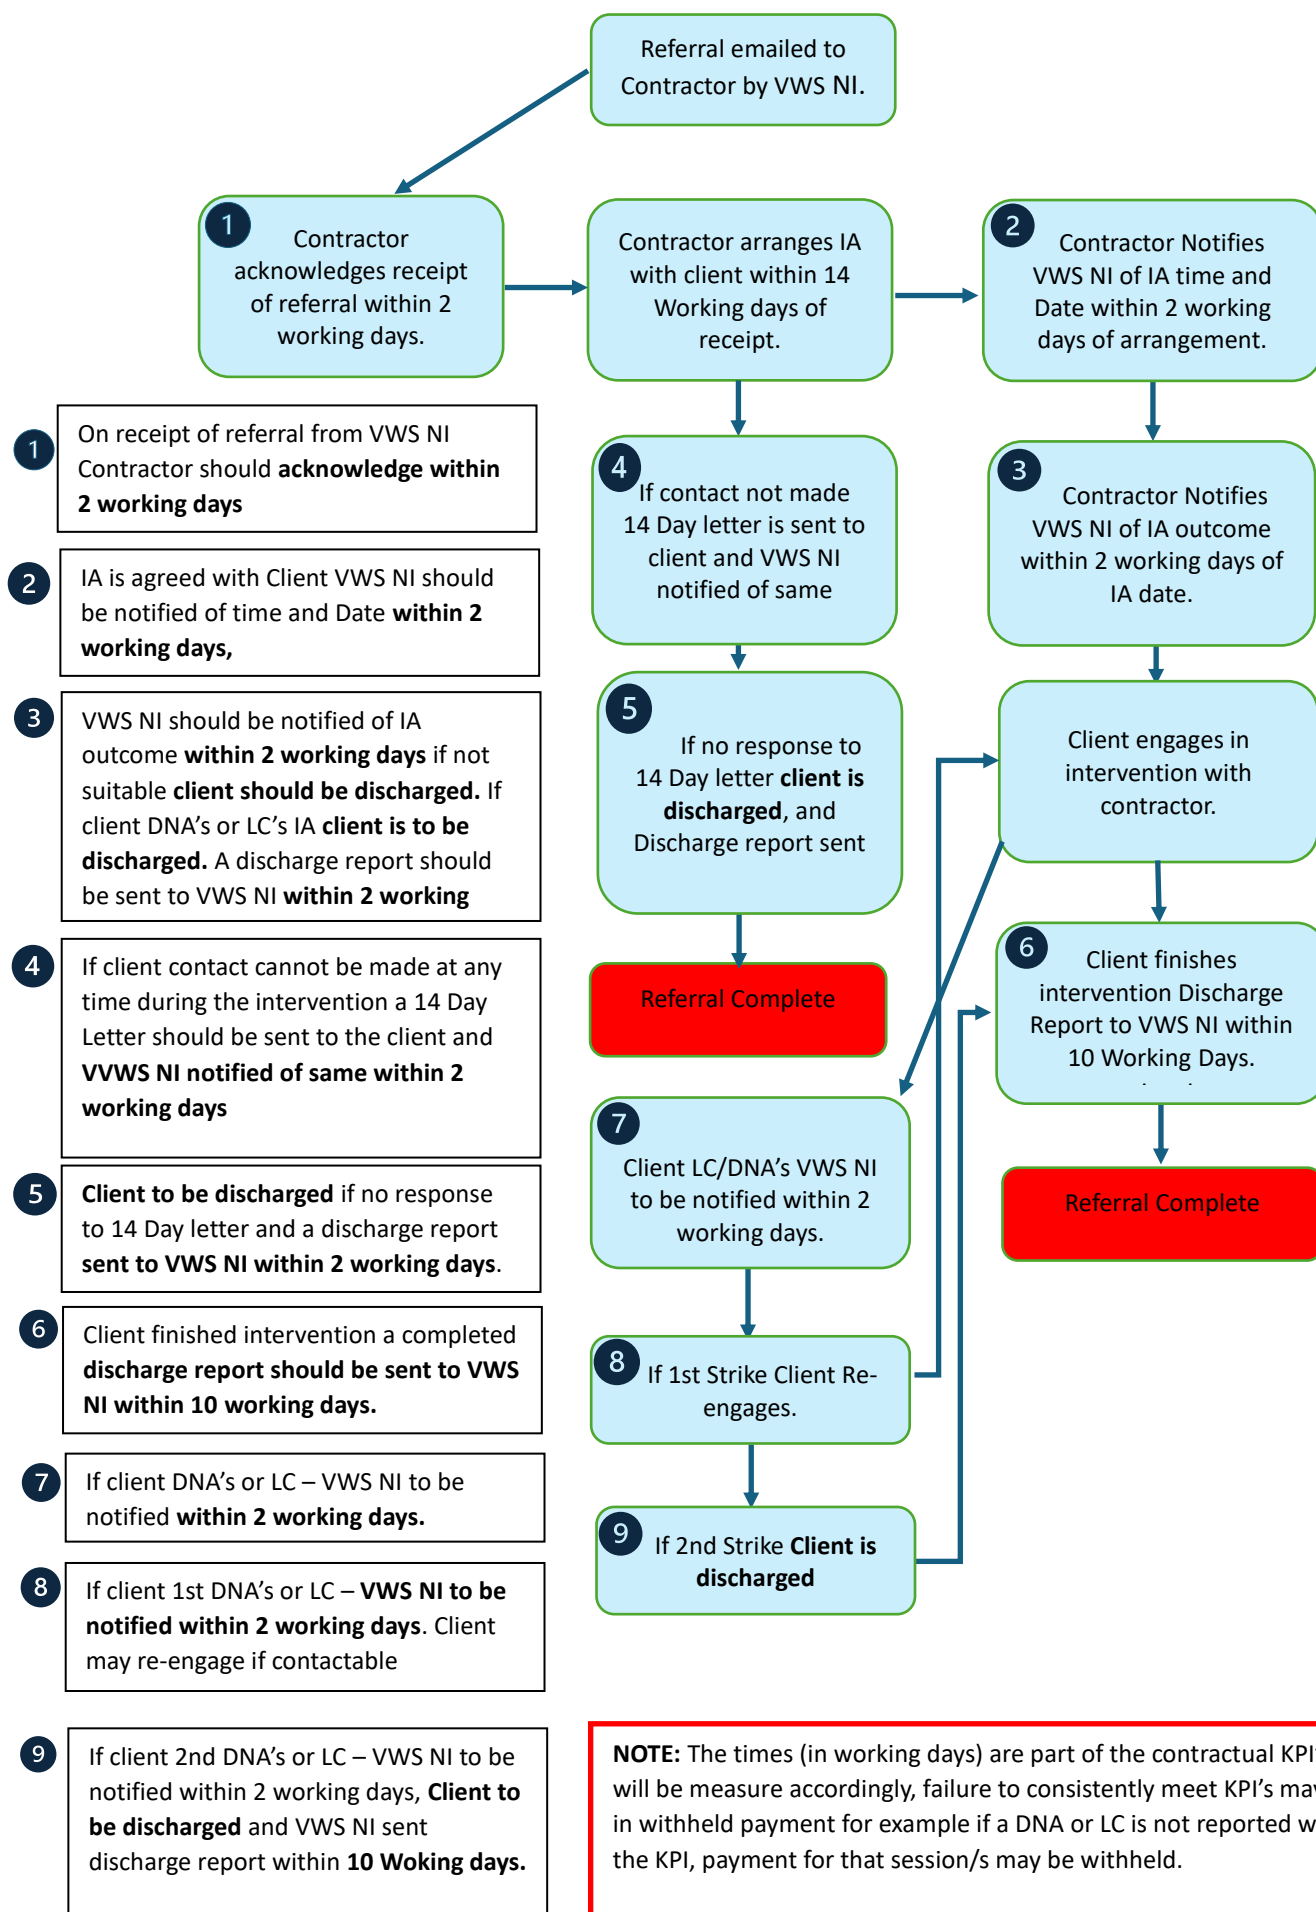 Referral emailed to
Contractor by VWS NI.
1
Contractor
acknowledges receipt
of referral within 2
working days.
Contractor arranges IA
with client within 14
Working days of
receipt.
2
Contractor Notifies
VWS NI of IA time and
Date within 2 working
days of arrangement.
1
On receipt of referral from VWS NI
Contractor should acknowledge within
2 working days
2
IA is agreed with Client VWS NI should
be notified of time and Date within 2
working days,
3
VWS NI should be notified of IA
outcome within 2 working days if not
suitable client should be discharged. If
client DNA's or LC's IA client is to be
discharged. A discharge report should
be sent to VWS NI within 2 working
4
If client contact cannot be made at any
time during the intervention a 14 Day
Letter should be sent to the client and
VVWS NI notified of same within 2
working days
5
Client to be discharged if no response
to 14 Day letter and a discharge report
sent to VWS NI within 2 working days.
6
Client finished intervention a completed
discharge report should be sent to VWS
NI within 10 working days.
7
If client DNA's or LC – VWS NI to be
notified within 2 working days.
8
If client 1st DNA's or LC – VWS NI to be
notified within 2 working days. Client
may re-engage if contactable
9
If client 2nd DNA's or LC – VWS NI to be
notified within 2 working days, Client to
be discharged and VWS NI sent
discharge report within 10 Woking days.
4
If contact not made
14 Day letter is sent to
client and VWS NI
notified of same
5
If no response to
14 Day letter client is
discharged, and
Discharge report sent
Referral Complete
3
Contractor Notifies
VWS NI of IA outcome
within 2 working days of
IA date.
Client engages in
intervention with
contractor.
6
Client finishes
intervention Discharge
Report to VWS NI within
10 Working Days.
Referral Complete
7
Client LC/DNA's VWS NI
to be notified within 2
working days.
8
If 1st Strike Client Re-
engages.
9
If 2nd Strike Client is
discharged
NOTE: The times (in working days) are part of the contractual KPI'
will be measure accordingly, failure to consistently meet KPI's may
in withheld payment for example if a DNA or LC is not reported w
the KPI, payment for that session/s may be withheld.